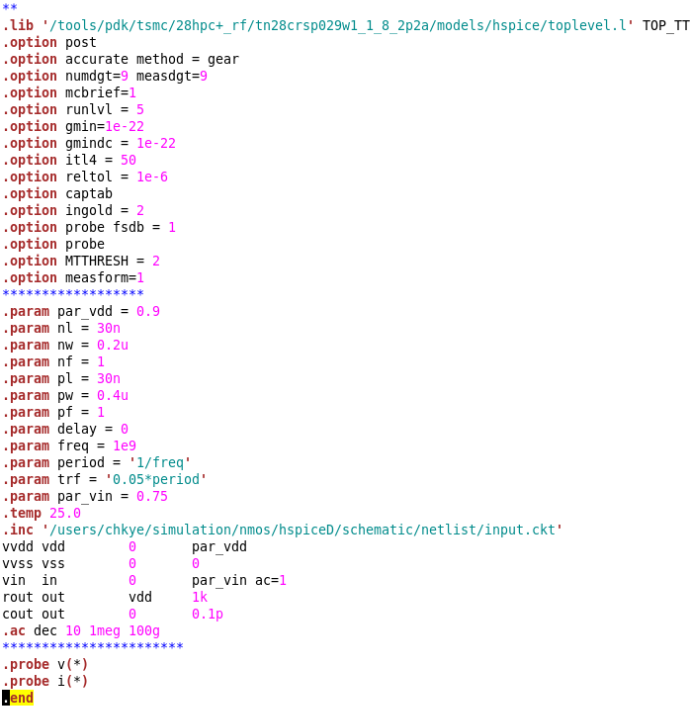 **
.lib '/tools/pdk/tsmc/28hpc+_rf/tn28crsp029w1_1_8_2p2a/models/hspice/toplevel.l' TOP_TT
.option post
.option accurate method = gear
.option numdgt=9 measdgt=9
.option mcbrief=1
.option runlvl = 5
.option gmin=1e-22
.option gmindc = 1e-22
.option itl4 = 50
.option reltol = 1e-6
.option captab
.option ingold = 2
.option probe fsdb = 1
.option probe
.option MTTHRESH = 2
.option measform=1
******************
.param par_vdd = 0.9
.param nl = 30n
.param nw = 0.2u
.param nf = 1
.param pl = 30n
.param pw = 0.4u
.param pf = 1
.param delay = 0
.param freq = 1e9
.param period = '1/freq'
.param trf = '0.05*period'
.param par_vin = 0.75
.temp 25.0
.inc '/users/chkye/simulation/nmos/hspiceD/schematic/netlist/input.ckt'
vvdd vdd 0 par_vdd
vvss vss 0 0
vin in 0 par_vin ac=1
rout out vdd 1k
cout out 0 0.1p
.ac dec 10 1meg 100g
***********************
.probe v(*)
.probe i(*)
.end